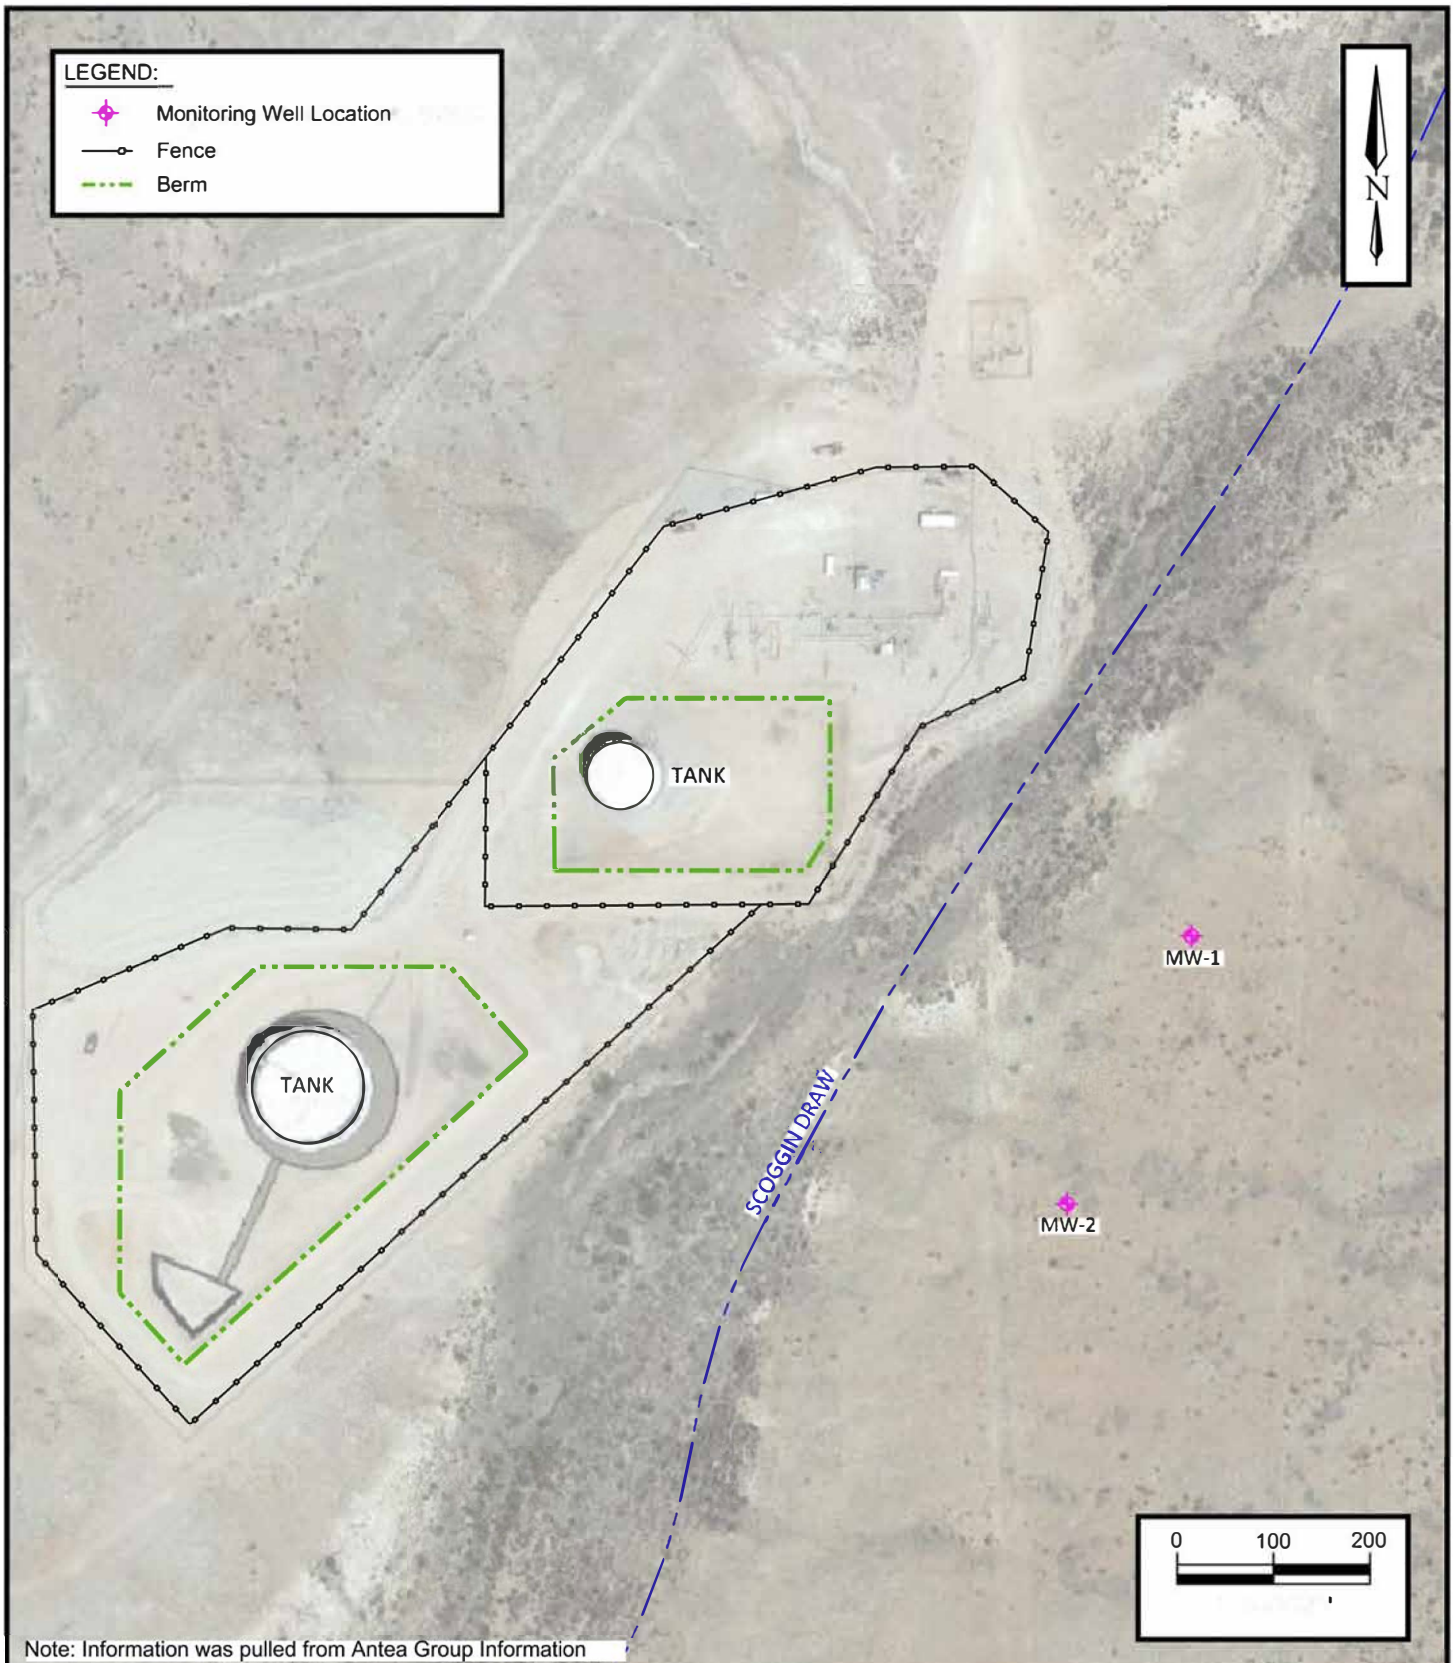 LEGEND:
Monitoring Well Location
Fence
Berm
N
TANK
MW-1
TANK
SCOGGIN DRAW
MW-2
0 100 200
Note: Information was pulled from Antea Group Information